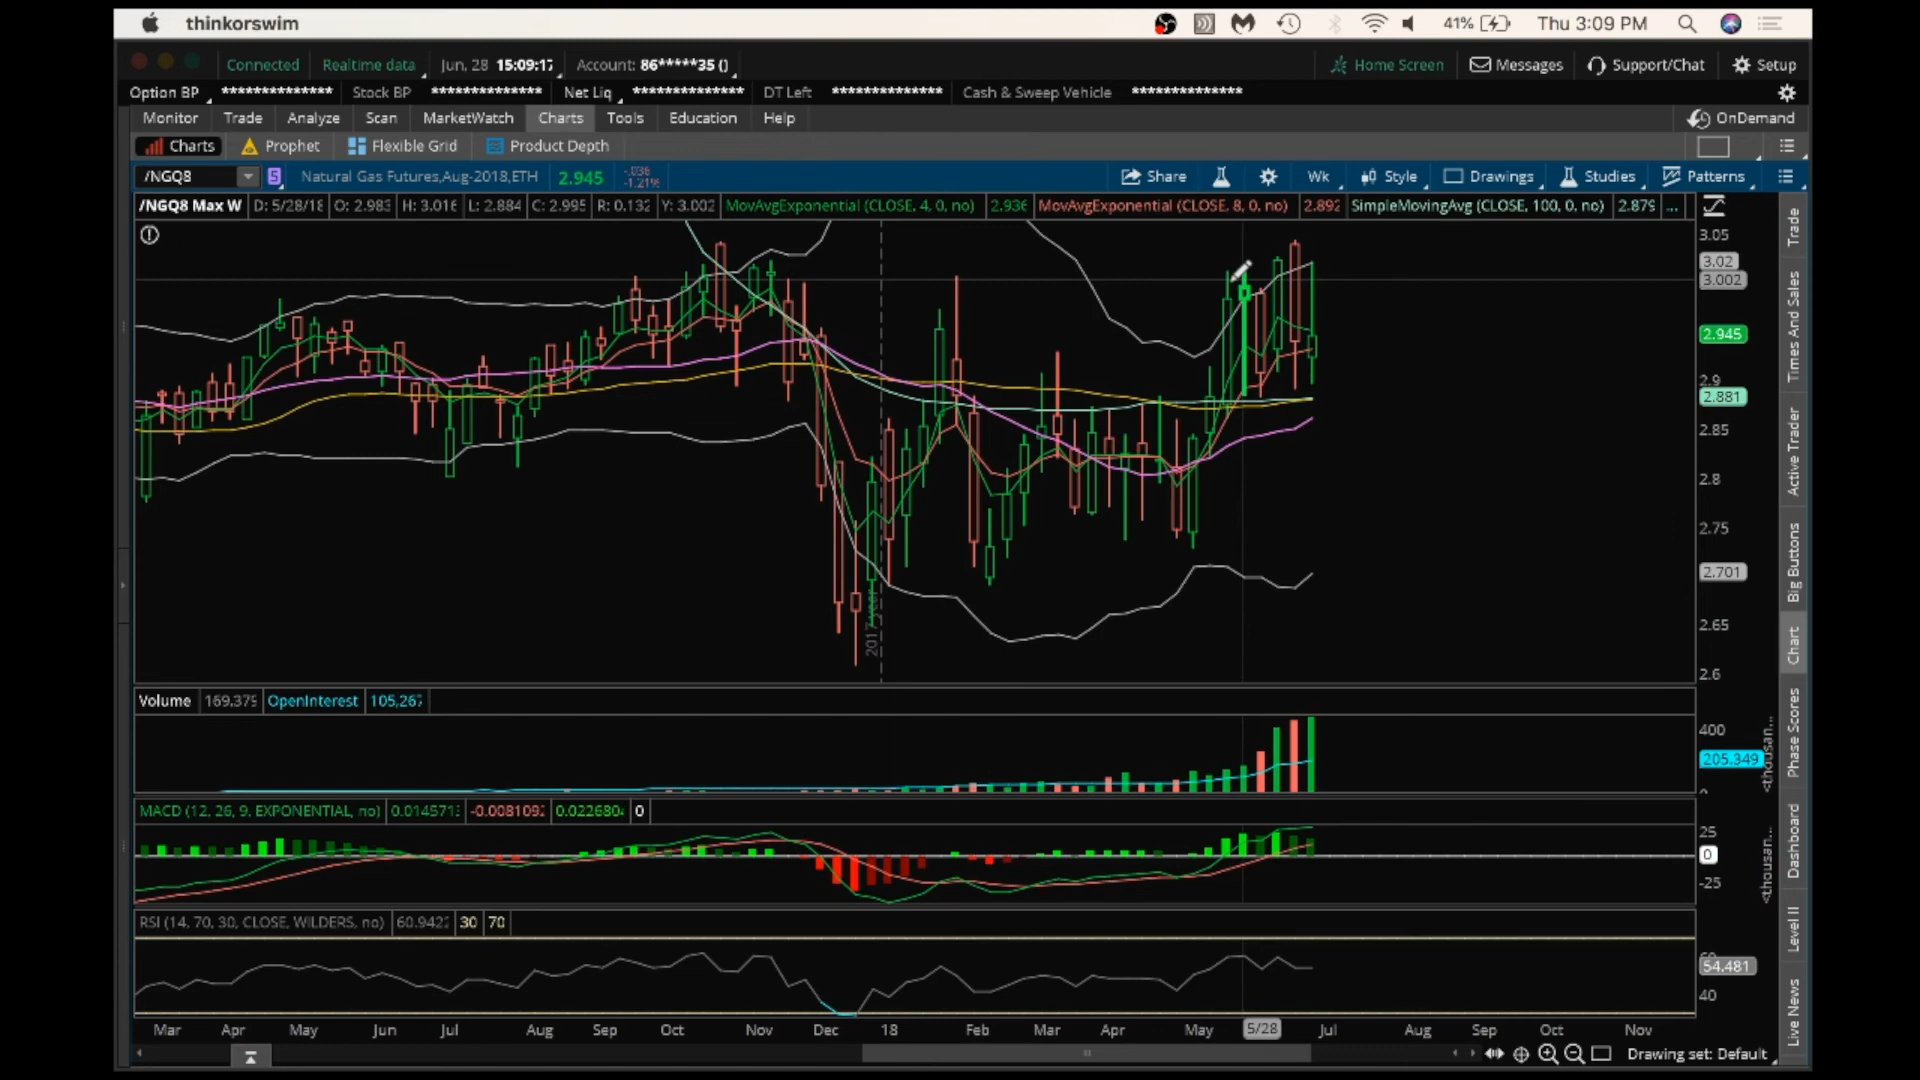 thinkorswim 41% Thu 3:09 PM
Connected Realtime data Jun, 28 15:09:17 Account: 86*****35 () Home Screen Messages Support/Chat Setup
Option BP ************** Stock BP ************** Net Liq ************** DT Left ************** Cash & Sweep Vehicle **************
Monitor Trade Analyze Scan MarketWatch Charts Tools Education Help OnDemand
Charts Prophet Flexible Grid Product Depth
/NGQ8 S Natural Gas Futures,Aug-2018,ETH 2.945 -.036 -1.21% Share Wk Style Drawings Studies Patterns
/NGQ8 Max W D: 5/28/18 O: 2.983 H: 3.016 L: 2.884 C: 2.995 R: 0.132 Y: 3.002 MovAvgExponential (CLOSE, 4, 0, no) 2.936 MovAvgExponential (CLOSE, 8, 0, no) 2.892 SimpleMovingAvg (CLOSE, 100, 0, no) 2.879 ...
3.05
3.02
3.002
2.945
2.9
2.881
2.85
2.8
2.75
2.701
2.65
2.6
2017 year
Volume 169,379 OpenInterest 105,267
400
205.349
<thousan...
MACD (12, 26, 9, EXPONENTIAL, no) 0.014571 -0.008109 0.022680 0
25
0
-25
<thousan...
RSI (14, 70, 30, CLOSE, WILDERS, no) 60.942 30 70
54.481
40
Mar Apr May Jun Jul Aug Sep Oct Nov Dec 18 Feb Mar Apr May 5/28 Jul Aug Sep Oct Nov
Drawing set: Default
Trade
Times And Sales
Active Trader
Big Buttons
Chart
Phase Scores
Dashboard
Level II
Live News